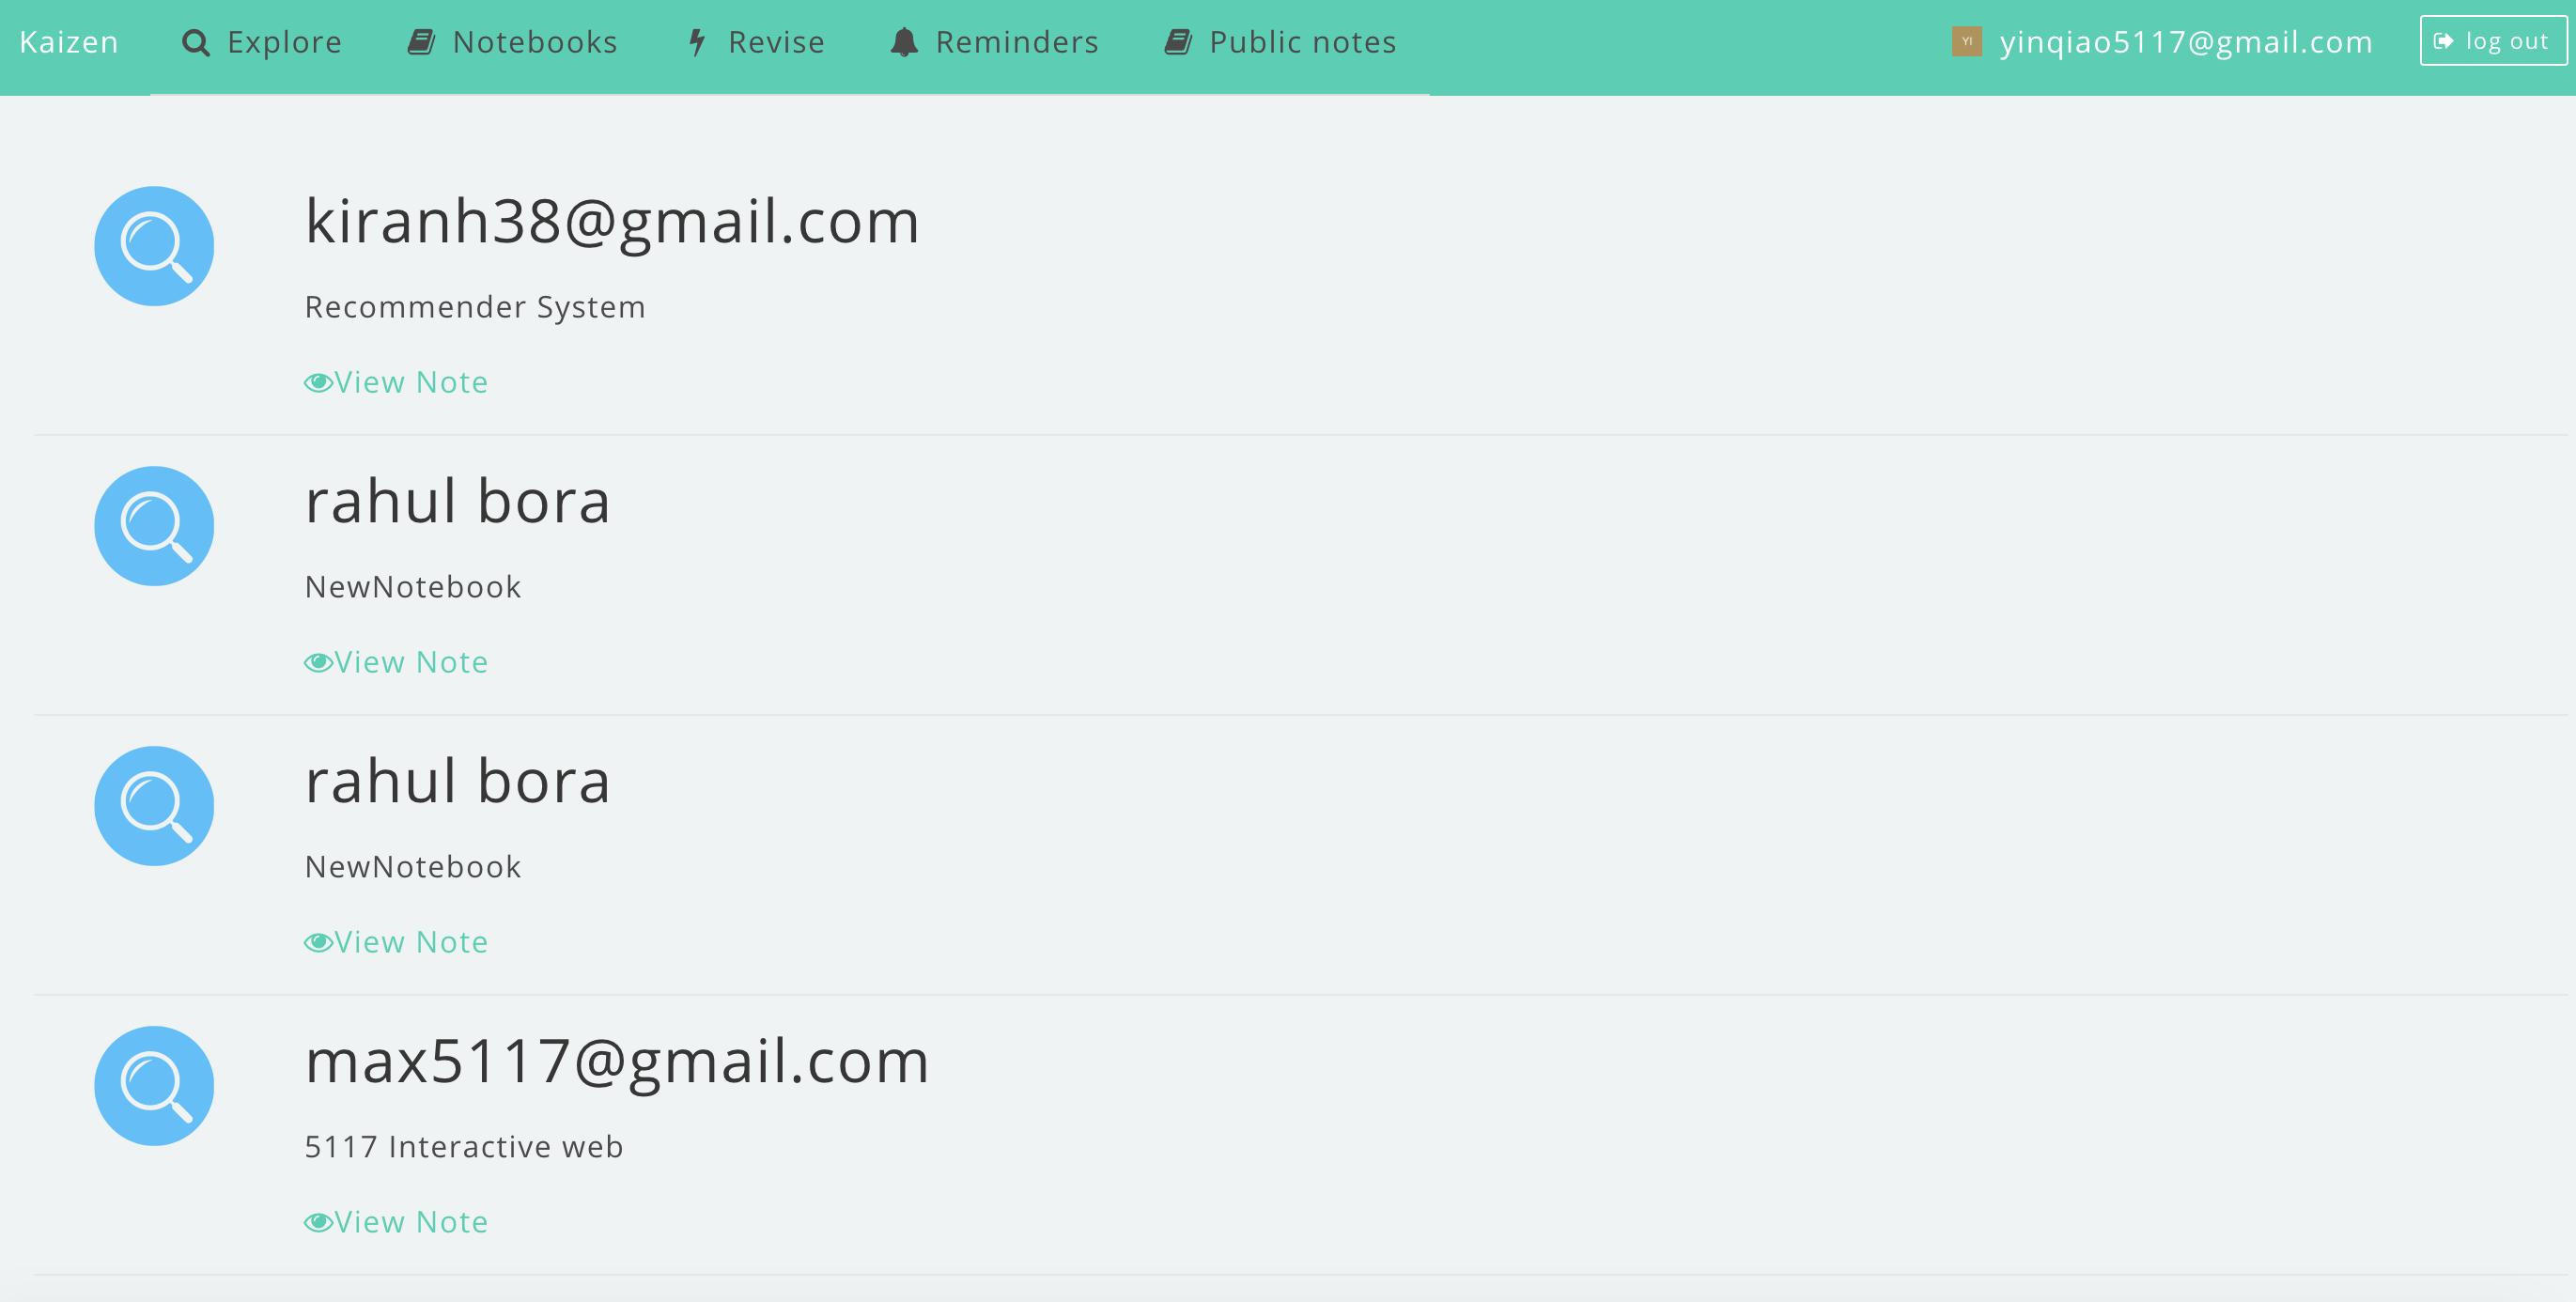 Kaizen Explore Notebooks Revise Reminders Public notes YI yinqiao5117@gmail.com log out
kiranh38@gmail.com
Recommender System
View Note
rahul bora
NewNotebook
View Note
rahul bora
NewNotebook
View Note
max5117@gmail.com
5117 Interactive web
View Note